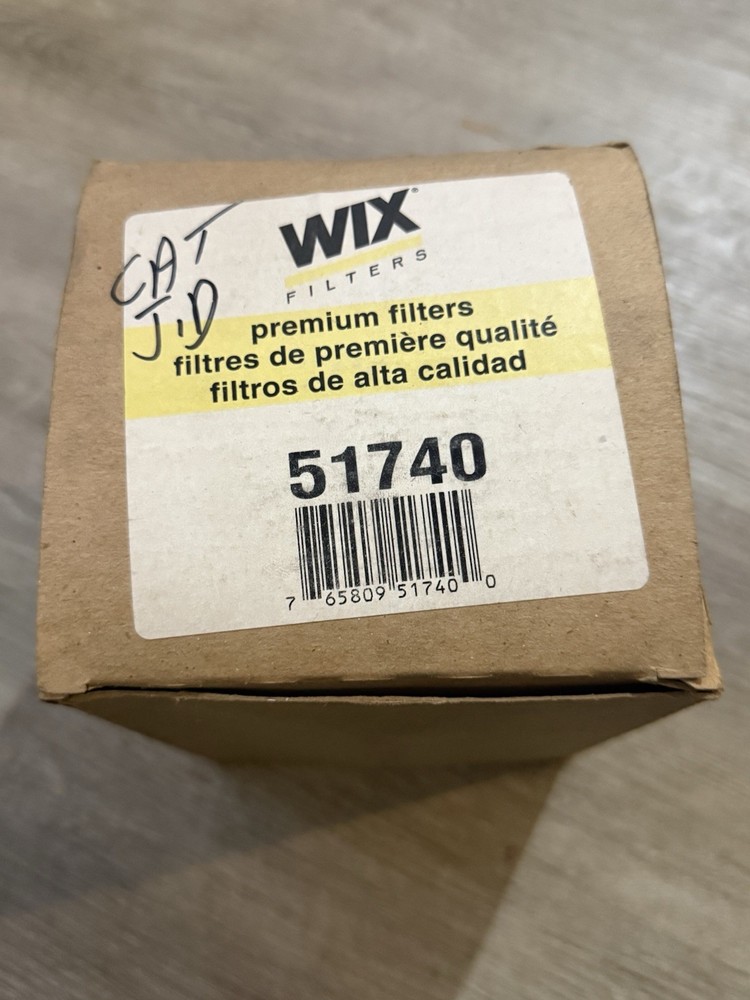 CAT
J.D
WIX®
FILTERS
premium filters
filtres de première qualité
filtros de alta calidad
51740
7 65809 51740 0